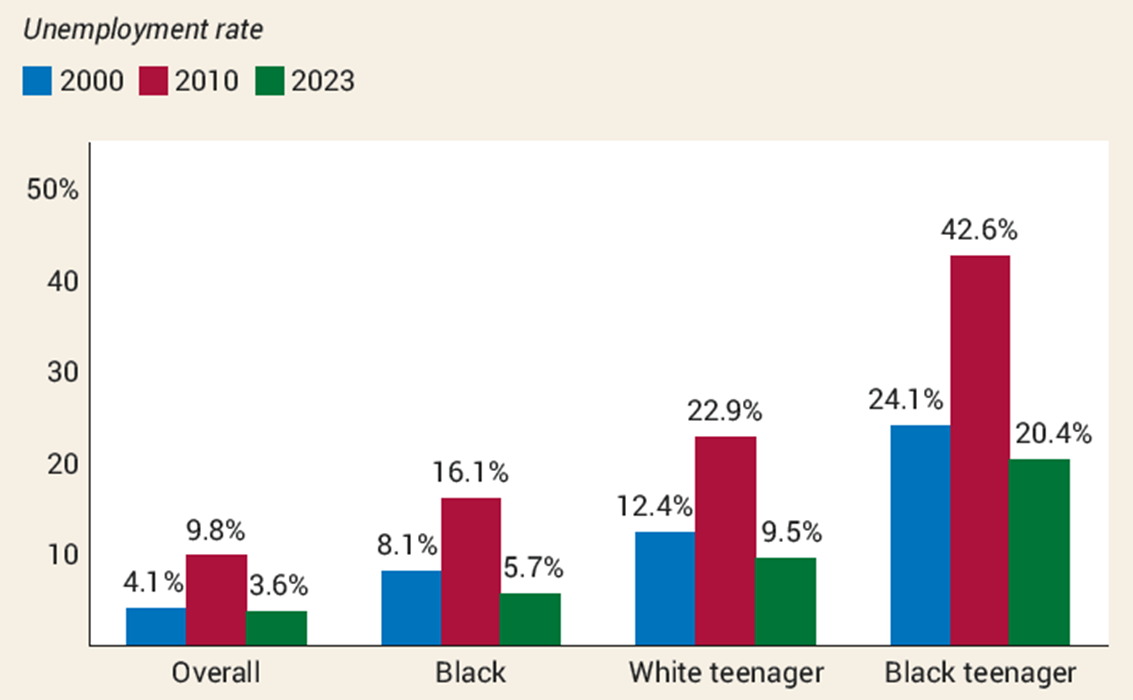 Unemployment rate
2000 2010 2023
50%
40
30
20
10
4.1% 9.8% 3.6%
8.1% 16.1% 5.7%
12.4% 22.9% 9.5%
24.1% 42.6% 20.4%
Overall Black White teenager Black teenager